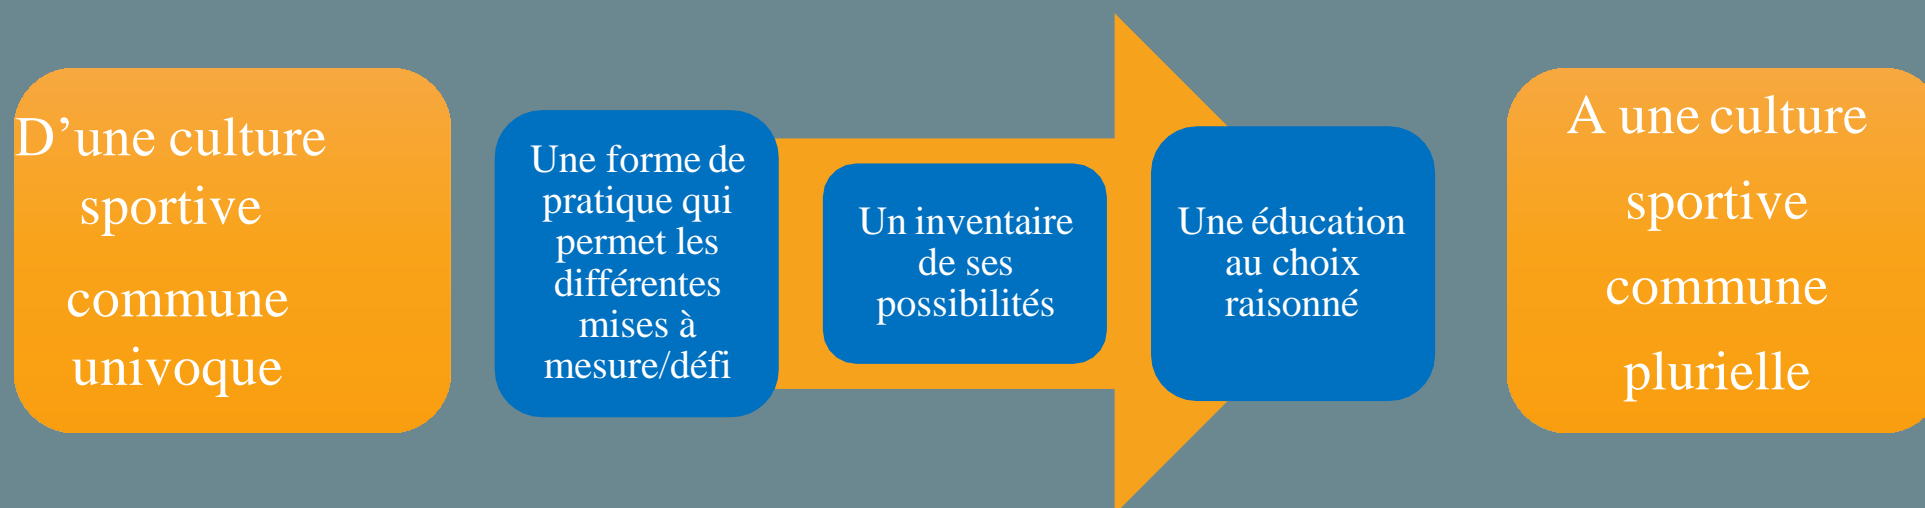 D’une culture
sportive
commune
univoque
Une forme de
pratique qui
permet les
différentes
mises à
mesure/défi
Un inventaire
de ses
possibilités
Une éducation
au choix
raisonné
A une culture
sportive
commune
plurielle